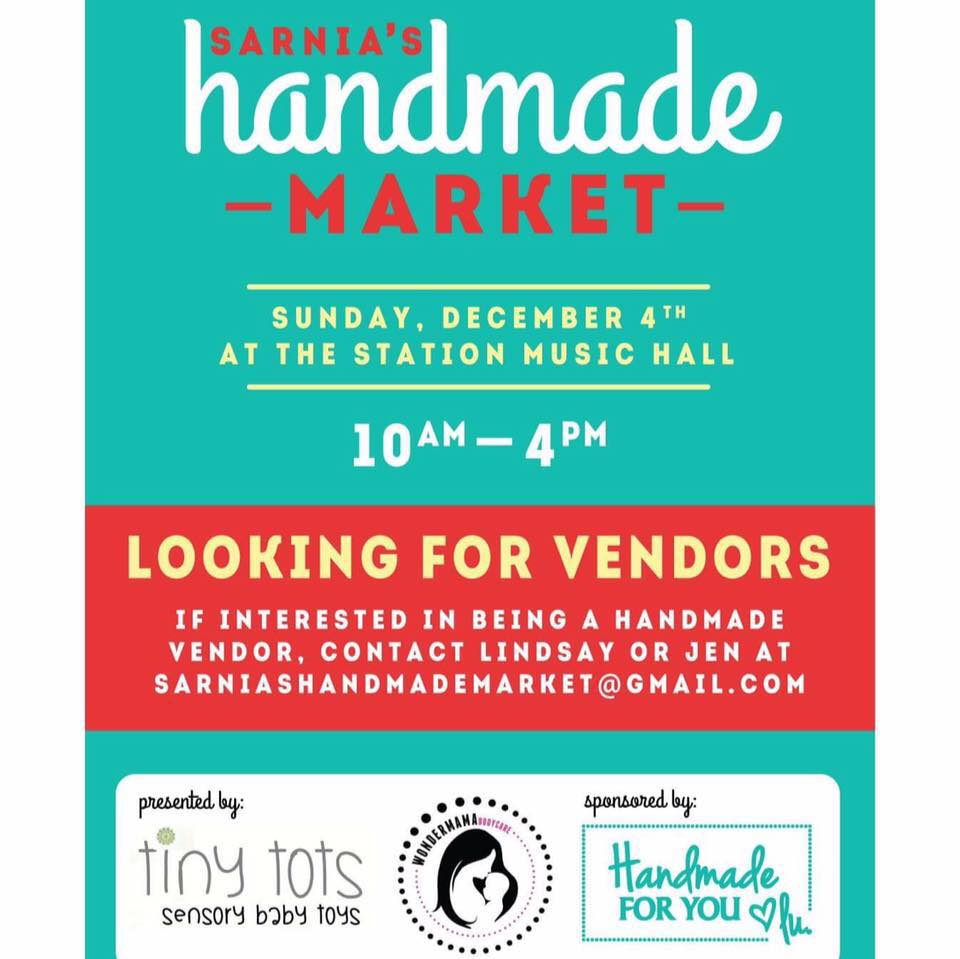 SARNIA'S
handmade
—MARKET—
SUNDAY, DECEMBER 4TH
AT THE STATION MUSIC HALL
10AM — 4PM
LOOKING FOR VENDORS
IF INTERESTED IN BEING A HANDMADE
VENDOR, CONTACT LINDSAY OR JEN AT
SARNIASHANDMADEMARKET@GMAIL.COM
presented by:
tiny tots
sensory baby toys
WONDERMAMA BODYCARE
sponsored by:
Handmade
FOR YOU
lu.